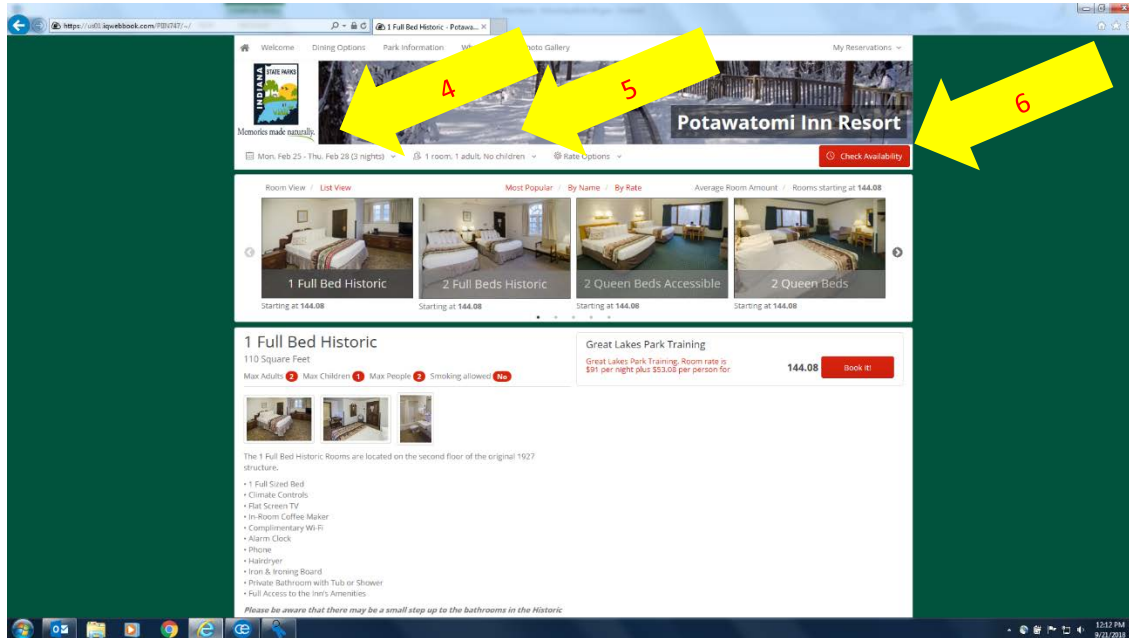 https://ui01.iqwebbook.com/PIIN747/~/
1 Full Bed Historic - Potawa...
Welcome Dining Options Park Information Photo Gallery My Reservations
INDIANA
STATE PARKS
Memories made naturally.
4
5
6
Potawatomi Inn Resort
Mon. Feb 25 - Thu. Feb 28 (3 nights) 1 room, 1 adult, No children Rate Options Check Availability
Room View / List View Most Popular / By Name / By Rate Average Room Amount / Rooms starting at 144.08
1 Full Bed Historic
2 Full Beds Historic
2 Queen Beds Accessible
2 Queen Beds
Starting at 144.08
Starting at 144.08
Starting at 144.08
Starting at 144.08
1 Full Bed Historic
110 Square Feet
Max Adults 2 Max Children 1 Max People 2 Smoking allowed No
Great Lakes Park Training
Great Lakes Park Training. Room rate is
$91 per night plus $53.08 per person for
144.08 Book It!
The 1 Full Bed Historic Rooms are located on the second floor of the original 1927
structure.
• 1 Full Sized Bed
• Climate Controls
• Flat Screen TV
• In-Room Coffee Maker
• Complimentary Wi-Fi
• Alarm Clock
• Phone
• Hairdryer
• Iron & Ironing Board
• Private Bathroom with Tub or Shower
• Full Access to the Inn's Amenities
Please be aware that there may be a small step up to the bathrooms in the Historic
12:12 PM
9/21/2018